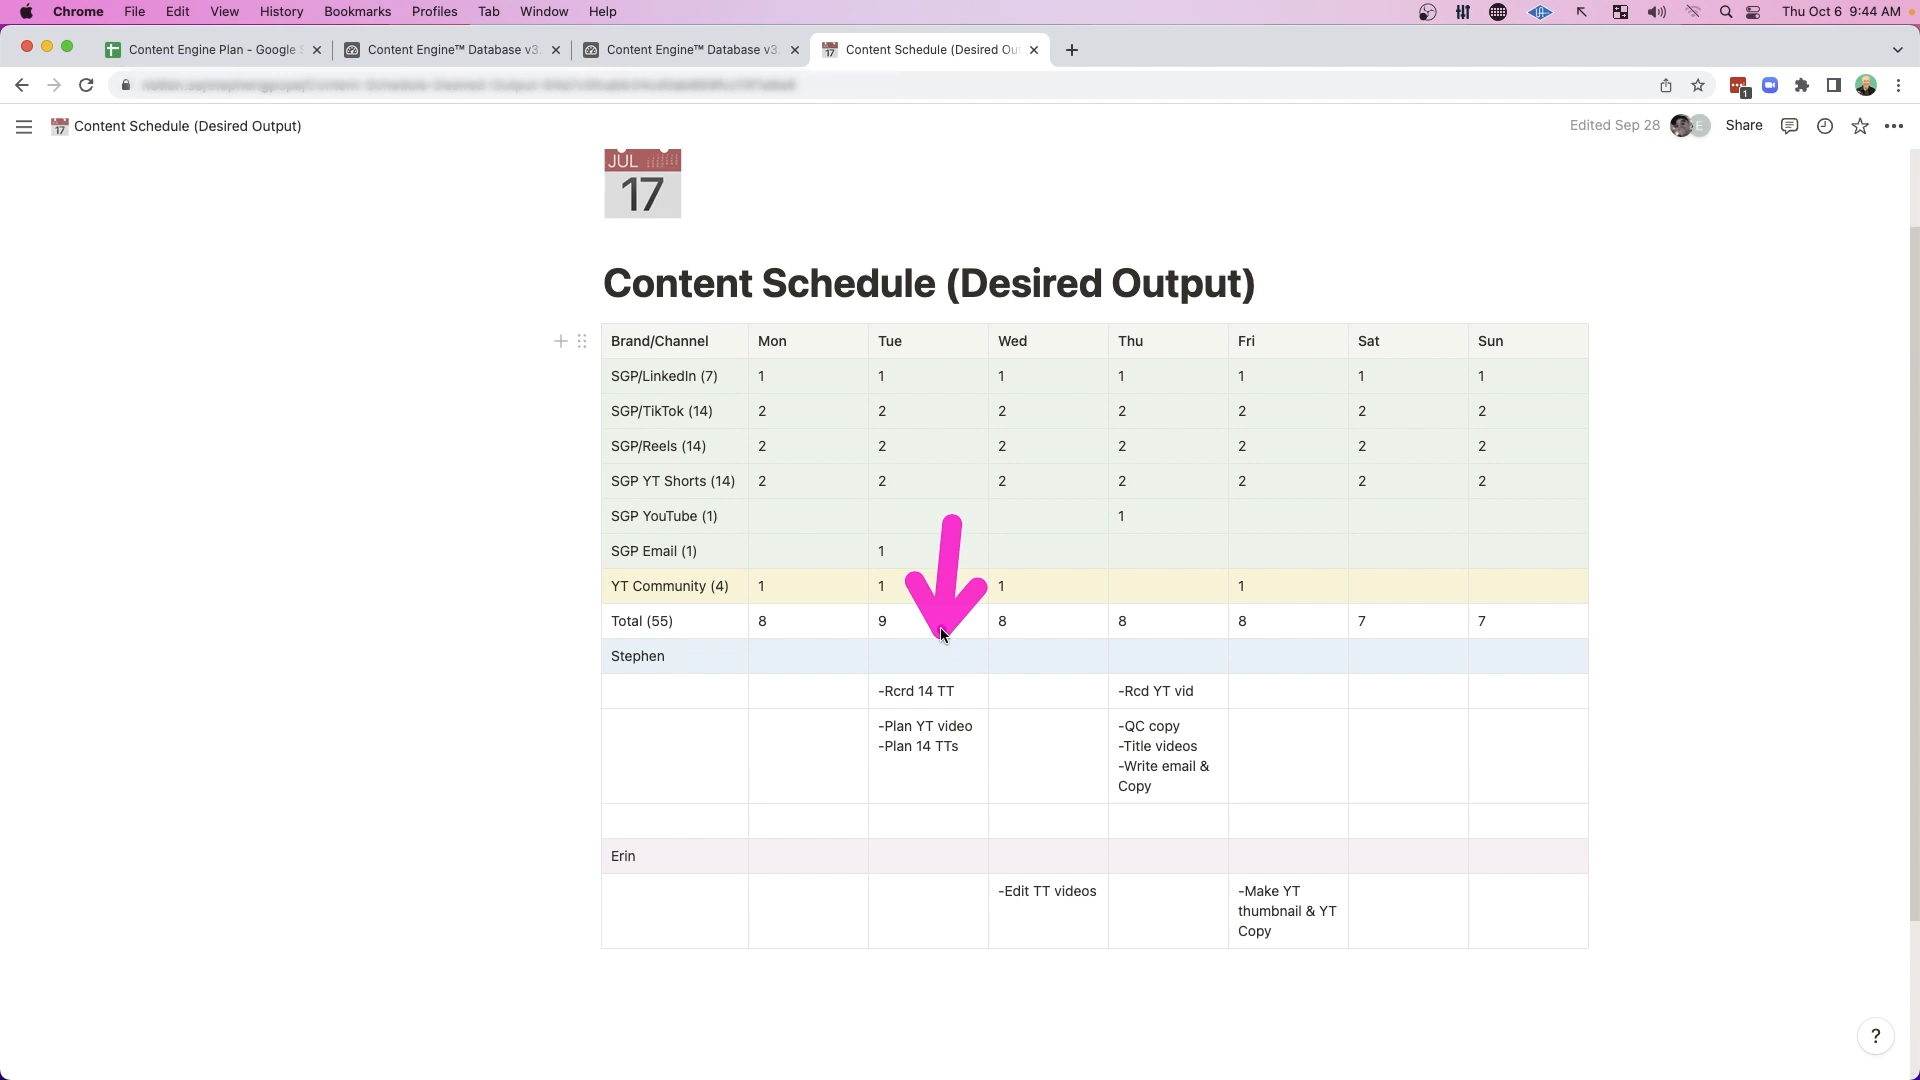 Chrome File Edit View History Bookmarks Profiles Tab Window Help Thu Oct 6 9:44 AM
Content Engine Plan - Google S Content Engine™ Database v3. Content Engine™ Database v3. 17 Content Schedule (Desired Out
1
17 Content Schedule (Desired Output) Edited Sep 28 E Share
JUL
17
Content Schedule (Desired Output)
Brand/Channel Mon Tue Wed Thu Fri Sat Sun
SGP/LinkedIn (7) 1 1 1 1 1 1 1
SGP/TikTok (14) 2 2 2 2 2 2 2
SGP/Reels (14) 2 2 2 2 2 2 2
SGP YT Shorts (14) 2 2 2 2 2 2 2
SGP YouTube (1) 1
SGP Email (1) 1
YT Community (4) 1 1 1 1
Total (55) 8 9 8 8 8 7 7
Stephen
-Rcrd 14 TT -Rcd YT vid
-Plan YT video -QC copy
-Plan 14 TTs -Title videos
-Write email &
Copy
Erin
-Edit TT videos -Make YT
thumbnail & YT
Copy
?